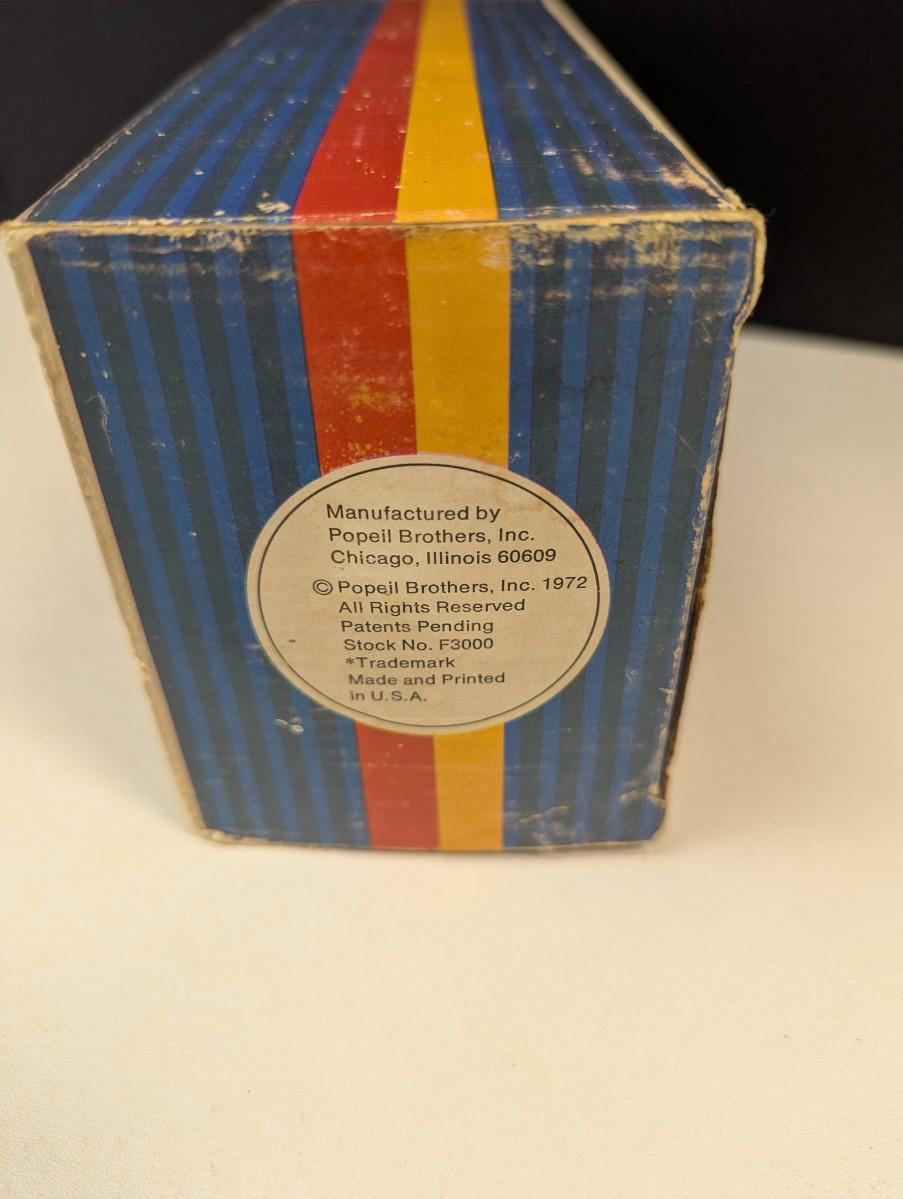 Manufactured by
Popeil Brothers, Inc.
Chicago, Illinois 60609
© Popeil Brothers, Inc. 1972
All Rights Reserved
Patents Pending
Stock No. F3000
*Trademark
Made and Printed
in U.S.A.